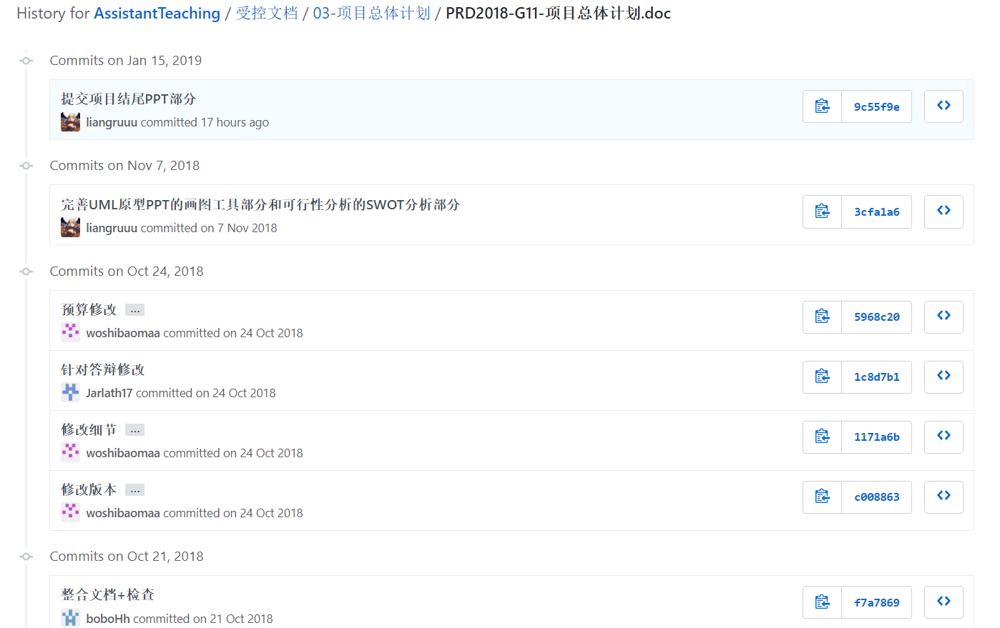 History for AssistantTeaching / 受控文档 / 03-项目总体计划 / PRD2018-G11-项目总体计划.doc
Commits on Jan 15, 2019
提交项目结尾PPT部分
9c55f9e
liangruuu committed 17 hours ago
Commits on Nov 7, 2018
完善UML原型PPT的画图工具部分和可行性分析的SWOT分析部分
3cfa1a6
liangruuu committed on 7 Nov 2018
Commits on Oct 24, 2018
预算修改 ...
5968c20
woshibaomaa committed on 24 Oct 2018
针对答辩修改
1c8d7b1
Jarlath17 committed on 24 Oct 2018
修改细节 ...
1171a6b
woshibaomaa committed on 24 Oct 2018
修改版本 ...
c008863
woshibaomaa committed on 24 Oct 2018
Commits on Oct 21, 2018
整合文档+检查
f7a7869
boboHh committed on 21 Oct 2018